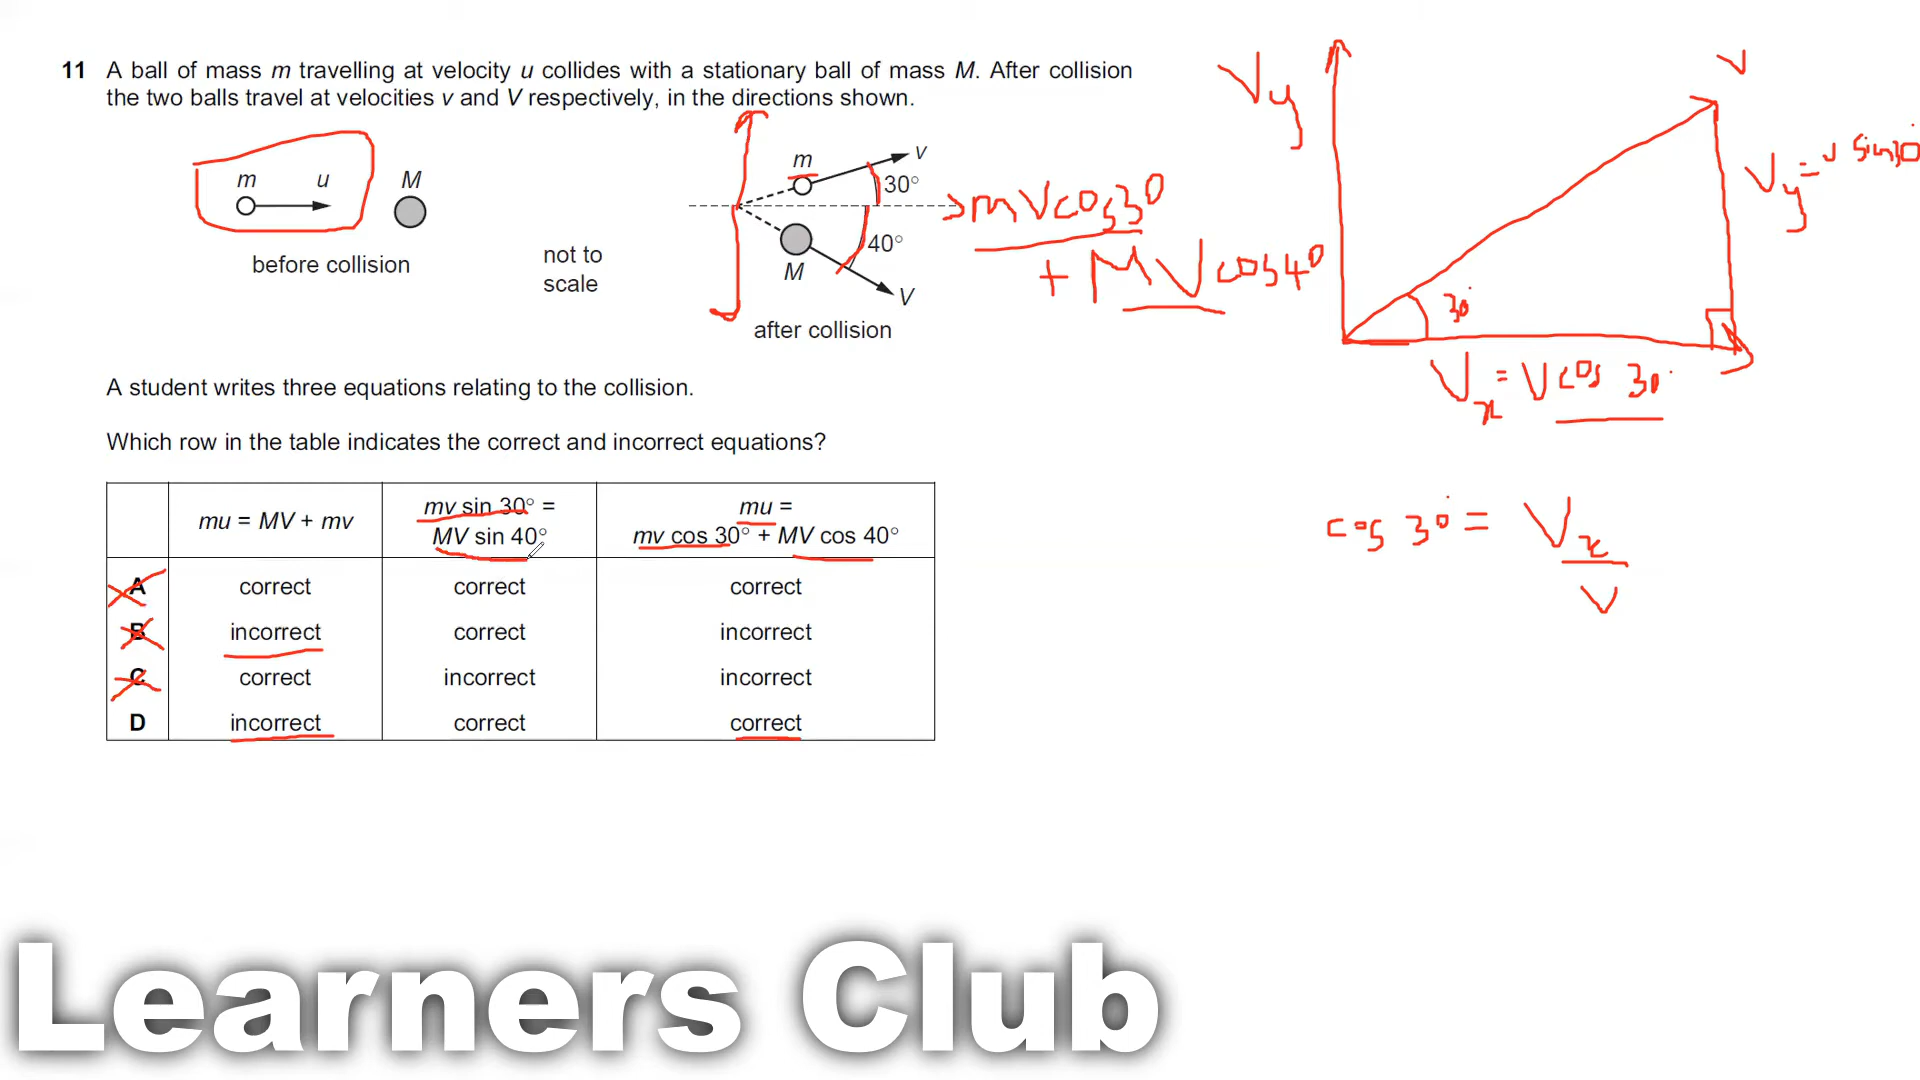 11 A ball of mass m travelling at velocity u collides with a stationary ball of mass M. After collision
the two balls travel at velocities v and V respectively, in the directions shown.
m u M
before collision
not to
scale
m v
30°
40°
M V
after collision
mVcos30
+ MVcos40
Vy
V
Vy = v sin30
30°
Vx = Vcos 30°
cos 30° = Vx
V
A student writes three equations relating to the collision.
Which row in the table indicates the correct and incorrect equations?
mu = MV + mv
mv sin 30° =
MV sin 40°
mu =
mv cos 30° + MV cos 40°
A correct correct correct
B incorrect correct incorrect
C correct incorrect incorrect
D incorrect correct correct
Learners Club